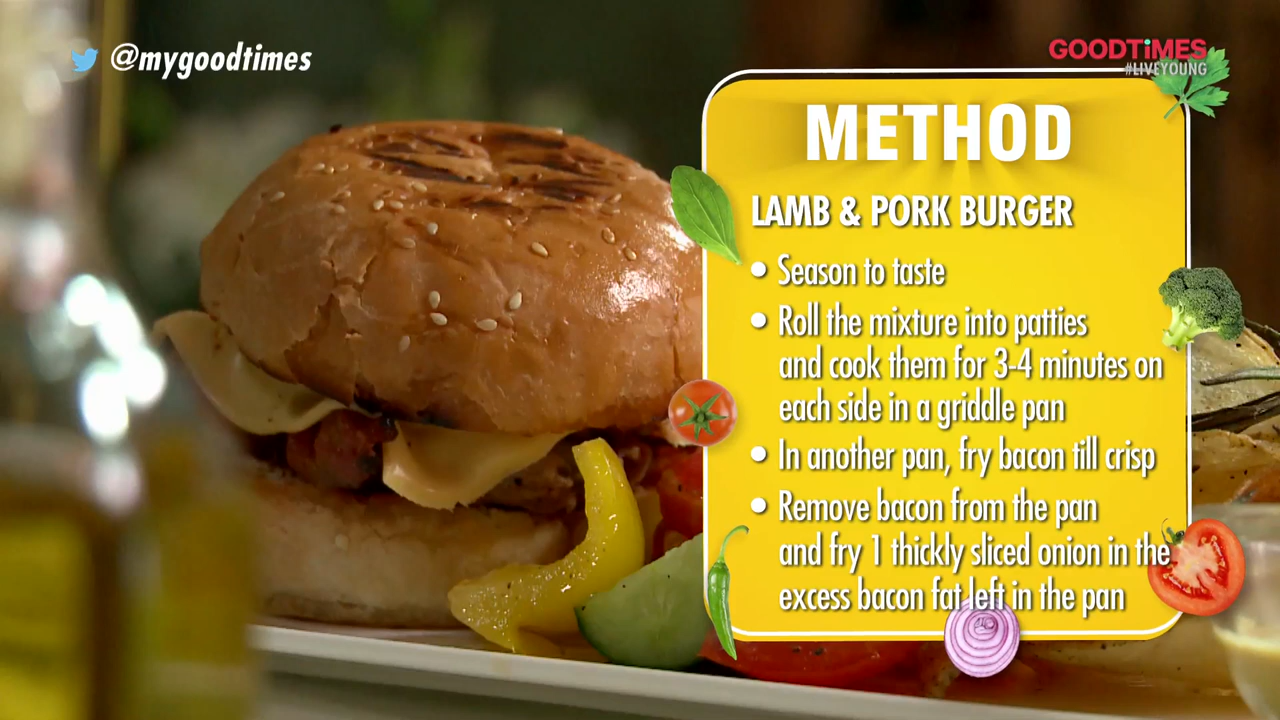 @mygoodtimes
GOODTiMES
#LIVEYOUNG
METHOD
LAMB & PORK BURGER
• Season to taste
• Roll the mixture into patties
and cook them for 3-4 minutes on
each side in a griddle pan
• In another pan, fry bacon till crisp
• Remove bacon from the pan
and fry 1 thickly sliced onion in the
excess bacon fat left in the pan